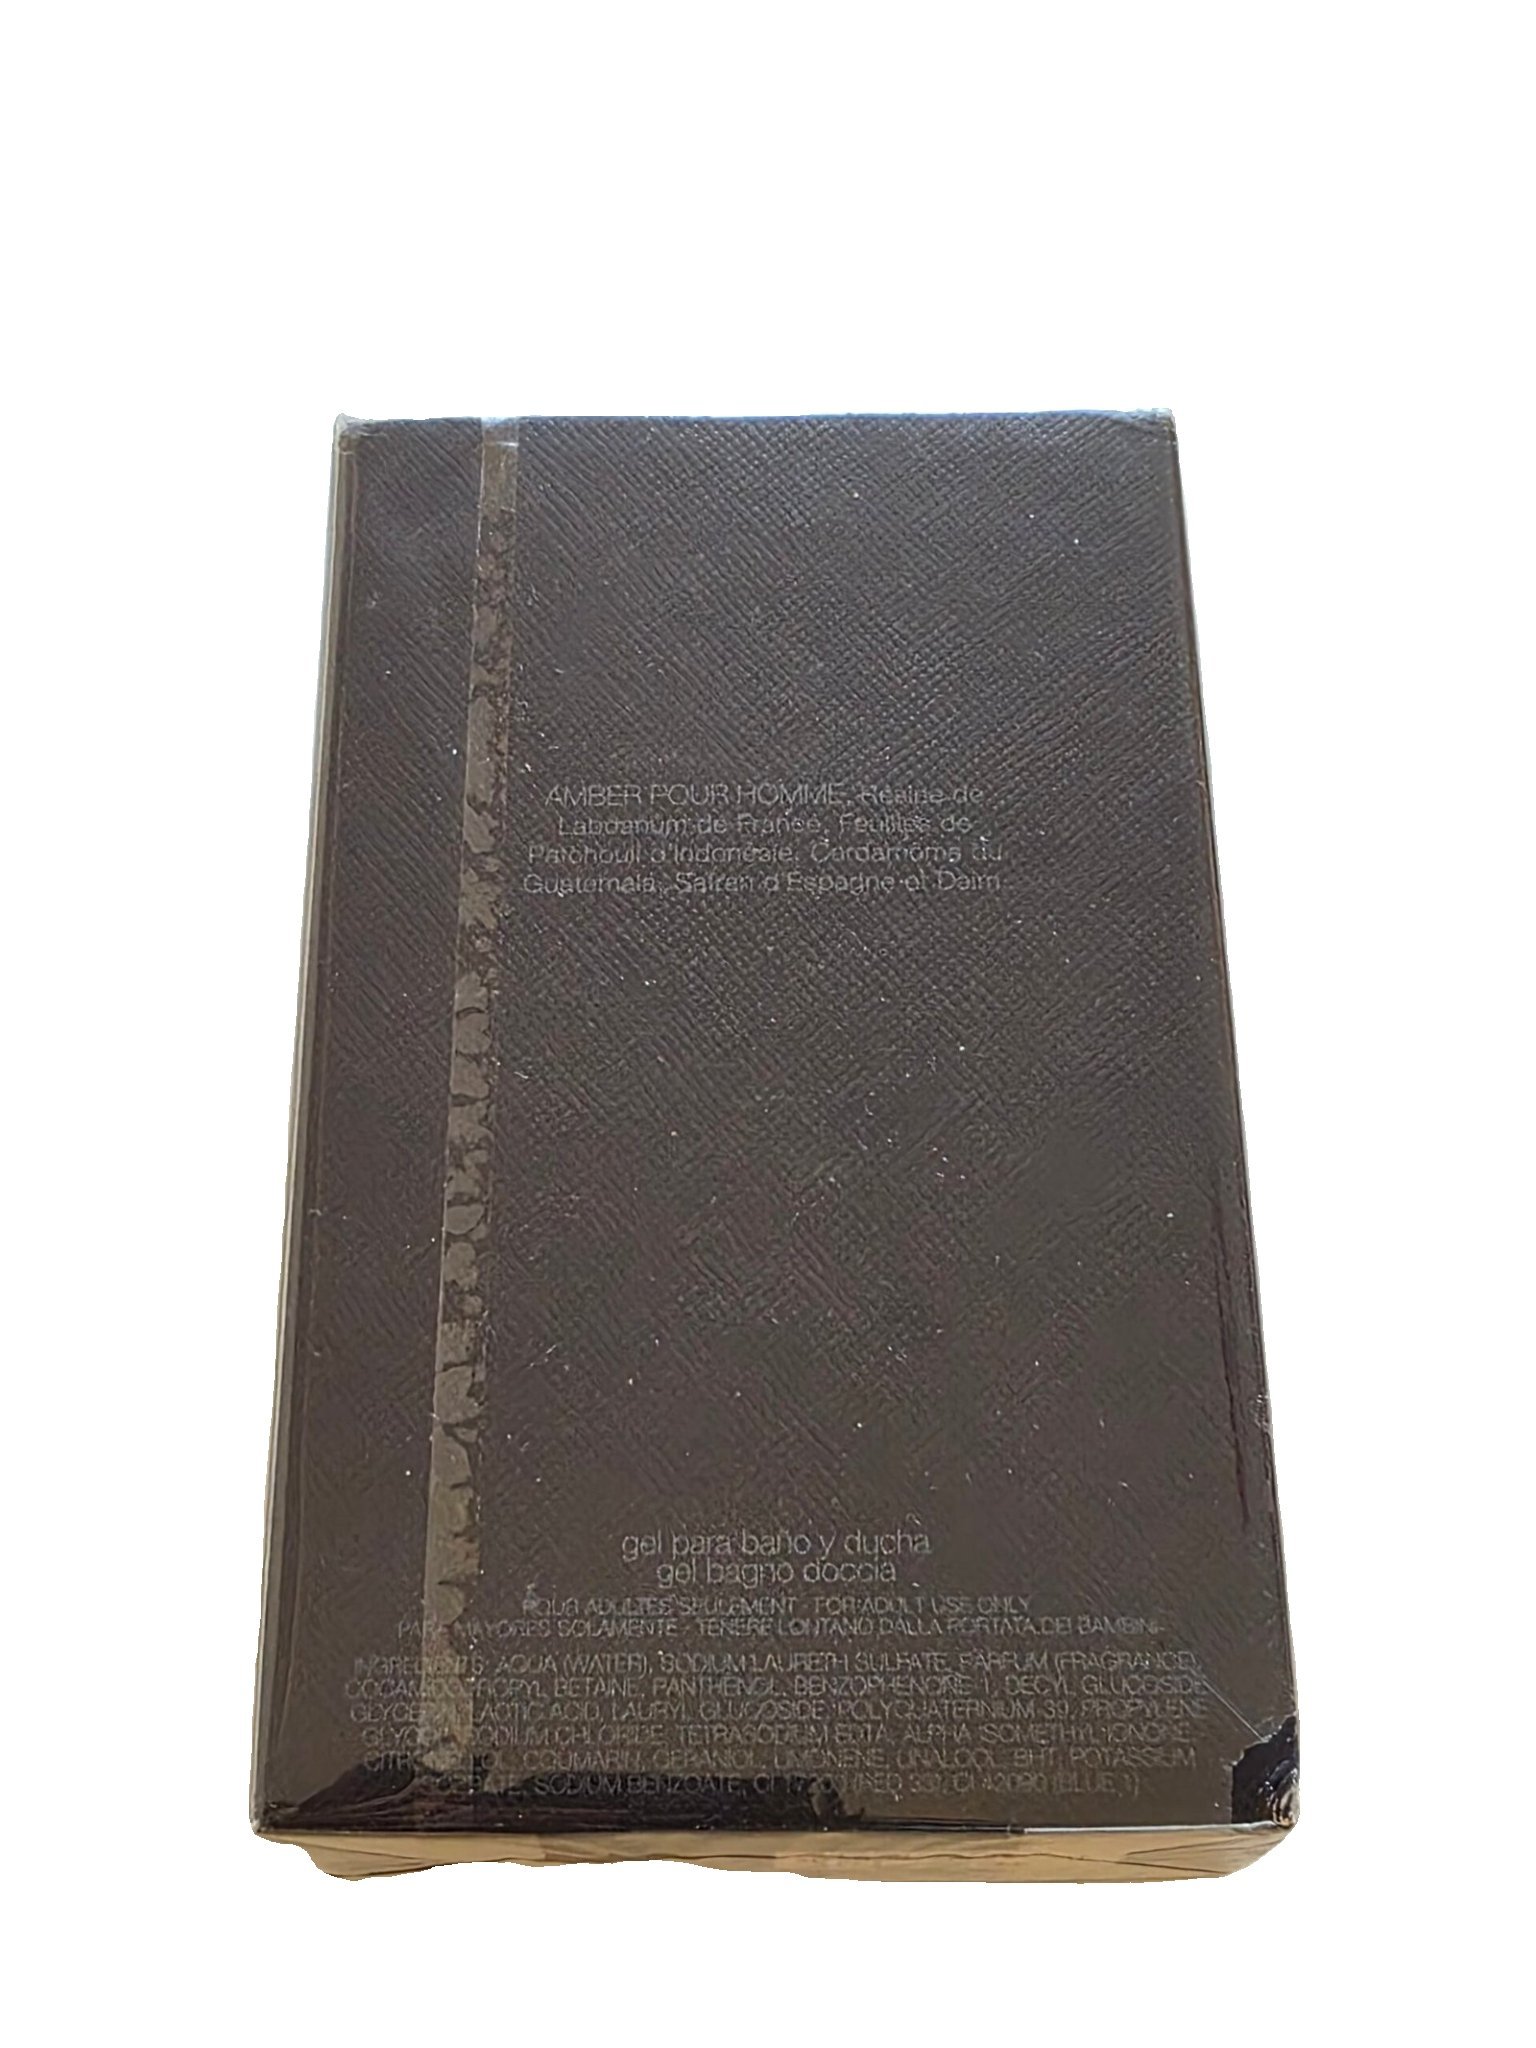 AMBER POUR HOMME, Résine de
Labdanum de France, Feuilles de
Patchouli d'Indonésie, Cardamome du
Guatemala, Safran d'Espagne et Daim.
gel para baño y ducha
gel bagno doccia
POUR ADULTES SEULEMENT - FOR ADULT USE ONLY
PARA MAYORES SOLAMENTE - TENERE LONTANO DALLA PORTATA DEI BAMBINI
INGREDIENTS: AQUA (WATER), SODIUM LAURETH SULFATE, PARFUM (FRAGRANCE),
COCAMIDOPROPYL BETAINE, PANTHENOL, BENZOPHENONE-1, DECYL GLUCOSIDE,
LACTIC ACID, LAURYL GLUCOSIDE, POLYQUATERNIUM-39, PROPYLENE
GLYCOL, SODIUM CHLORIDE, TETRASODIUM EDTA, ALPHA-ISOMETHYL IONONE,
COUMARIN, GERANIOL, LIMONENE, LINALOOL, BHT, POTASSIUM
SORBATE, SODIUM BENZOATE, (RED 33), CI 42090 (BLUE 1)